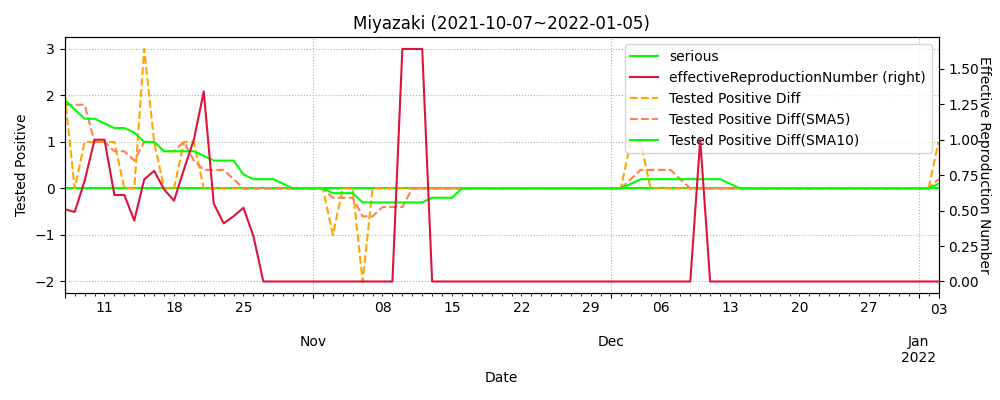 Miyazaki (2021-10-07~2022-01-05)
serious
effectiveReproductionNumber (right)
Tested Positive Diff
Tested Positive Diff(SMA5)
Tested Positive Diff(SMA10)
Tested Positive
3
2
1
0
−1
−2
1.50
1.25
1.00
0.75
0.50
0.25
0.00
Effective Reproduction Number
11 18 25 08 15 22 29 06 13 20 27 03
Nov Dec Jan
2022
Date